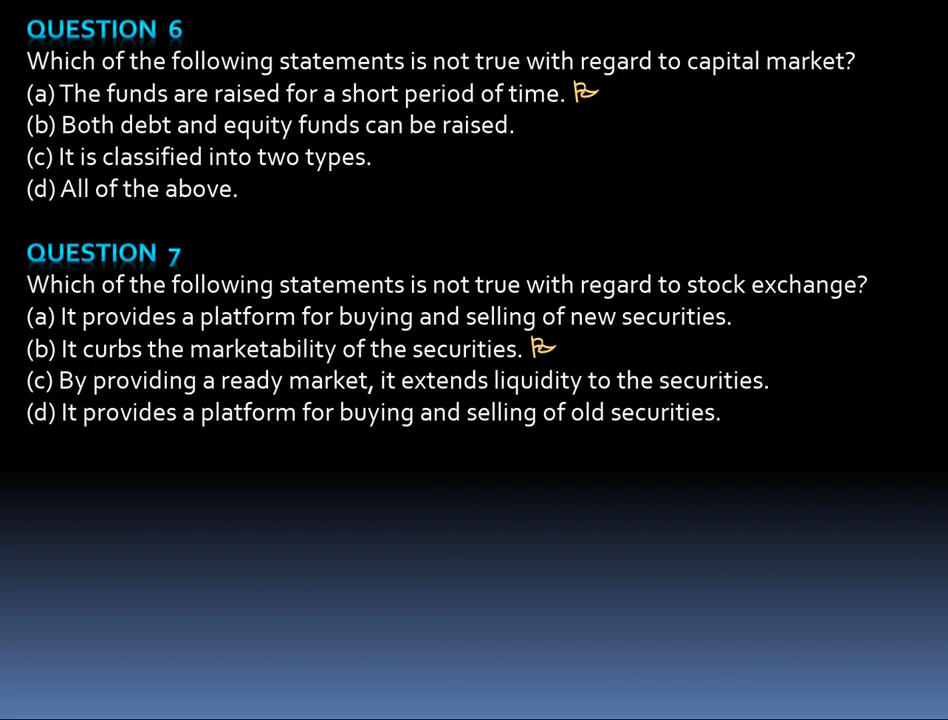 QUESTION 6
Which of the following statements is not true with regard to capital market?
(a) The funds are raised for a short period of time.
(b) Both debt and equity funds can be raised.
(c) It is classified into two types.
(d) All of the above.
QUESTION 7
Which of the following statements is not true with regard to stock exchange?
(a) It provides a platform for buying and selling of new securities.
(b) It curbs the marketability of the securities.
(c) By providing a ready market, it extends liquidity to the securities.
(d) It provides a platform for buying and selling of old securities.